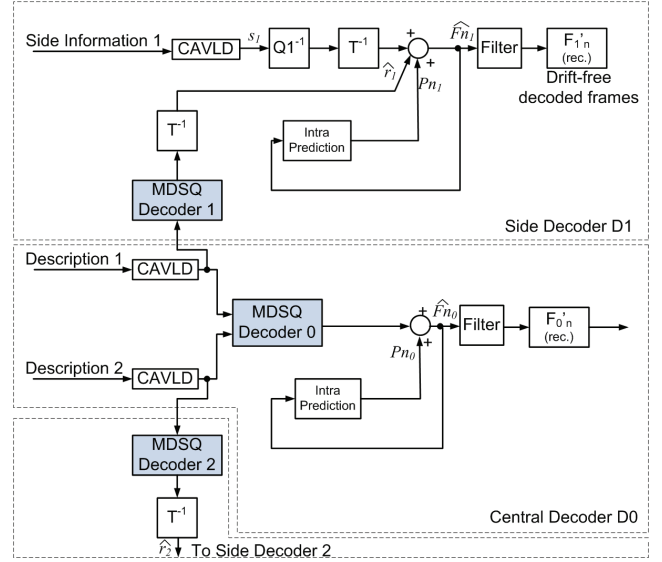 Side Information 1
CAVLD
s₁
Q1⁻¹
T⁻¹
+
r̂₁
+
Pn₁
F̂n₁
Filter
F₁'ₙ
(rec.)
Drift-free
decoded frames
T⁻¹
Intra
Prediction
MDSQ
Decoder 1
Side Decoder D1
Description 1
CAVLD
MDSQ
Decoder 0
+
F̂n₀
+
Pn₀
Filter
F₀'ₙ
(rec.)
Description 2
CAVLD
Intra
Prediction
MDSQ
Decoder 2
T⁻¹
Central Decoder D0
r̂₂
To Side Decoder 2